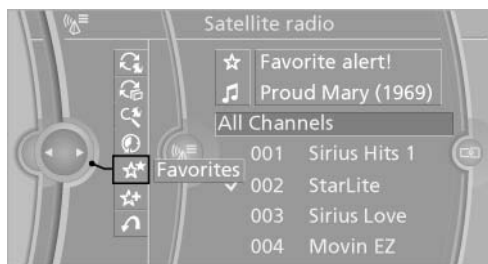 Satellite radio
Favorite alert!
Proud Mary (1969)
All Channels
001 Sirius Hits 1
Favorites
002 StarLite
003 Sirius Love
004 Movin EZ